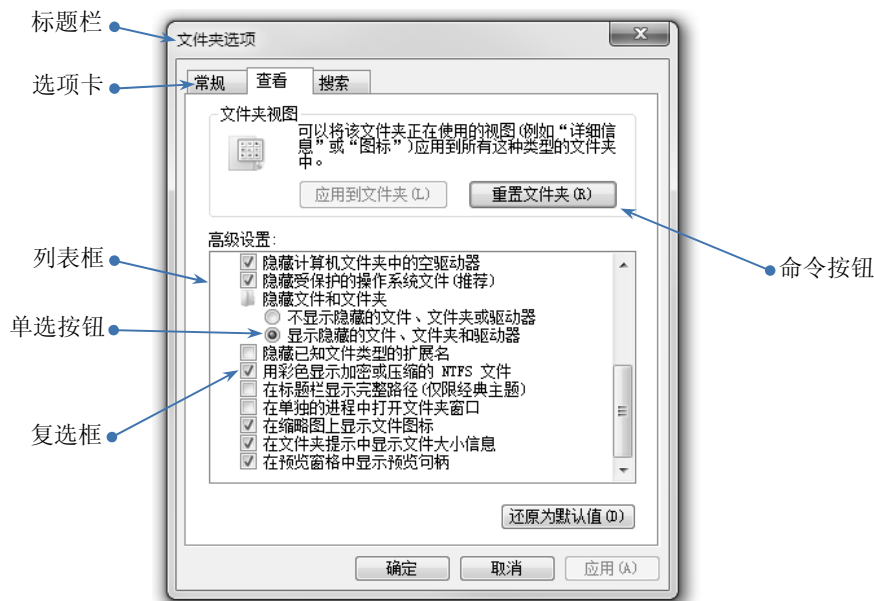 标题栏
文件夹选项
选项卡
常规 查看 搜索
文件夹视图
可以将该文件夹正在使用的视图(例如“详细信
息”或“图标”)应用到所有这种类型的文件夹
中。
应用到文件夹(L) 重置文件夹(R)
高级设置:
列表框
命令按钮
隐藏计算机文件夹中的空驱动器
隐藏受保护的操作系统文件(推荐)
隐藏文件和文件夹
不显示隐藏的文件、文件夹或驱动器
单选按钮
显示隐藏的文件、文件夹和驱动器
隐藏已知文件类型的扩展名
用彩色显示加密或压缩的 NTFS 文件
在标题栏显示完整路径(仅限经典主题)
在单独的进程中打开文件夹窗口
在缩略图上显示文件图标
复选框
在文件夹提示中显示文件大小信息
在预览窗格中显示预览句柄
还原为默认值(D)
确定 取消 应用(A)